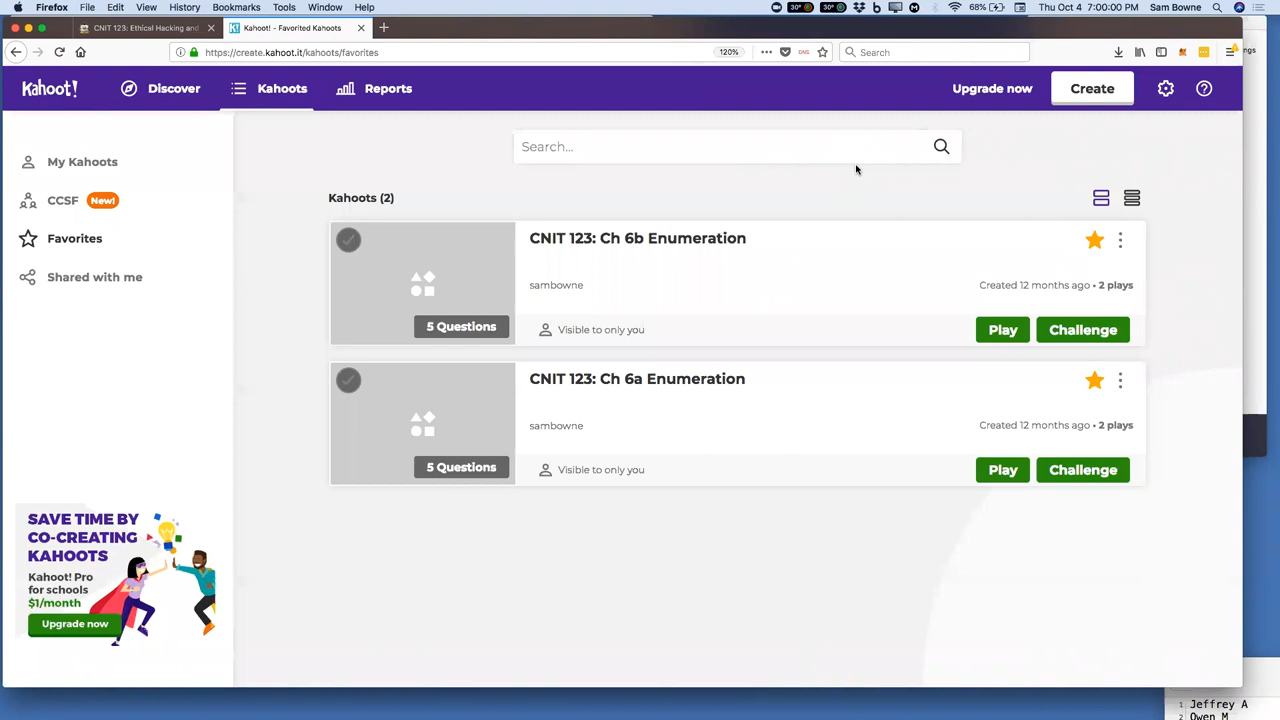 Firefox File Edit View History Bookmarks Tools Window Help 30° 30° 68% Thu Oct 4 7:00:00 PM Sam Bowne
CNIT 123: Ethical Hacking and Kahoot! - Favorited Kahoots
https://create.kahoot.it/kahoots/favorites 120% Search
Kahoot! Discover Kahoots Reports Upgrade now Create
Search...
My Kahoots
CCSF New!
Favorites
Shared with me
Kahoots (2)
CNIT 123: Ch 6b Enumeration
sambowne Created 12 months ago • 2 plays
5 Questions Visible to only you Play Challenge
CNIT 123: Ch 6a Enumeration
sambowne Created 12 months ago • 2 plays
5 Questions Visible to only you Play Challenge
SAVE TIME BY
CO-CREATING
KAHOOTS
Kahoot! Pro
for schools
$1/month
Upgrade now
1 Jeffrey A
2 Owen M